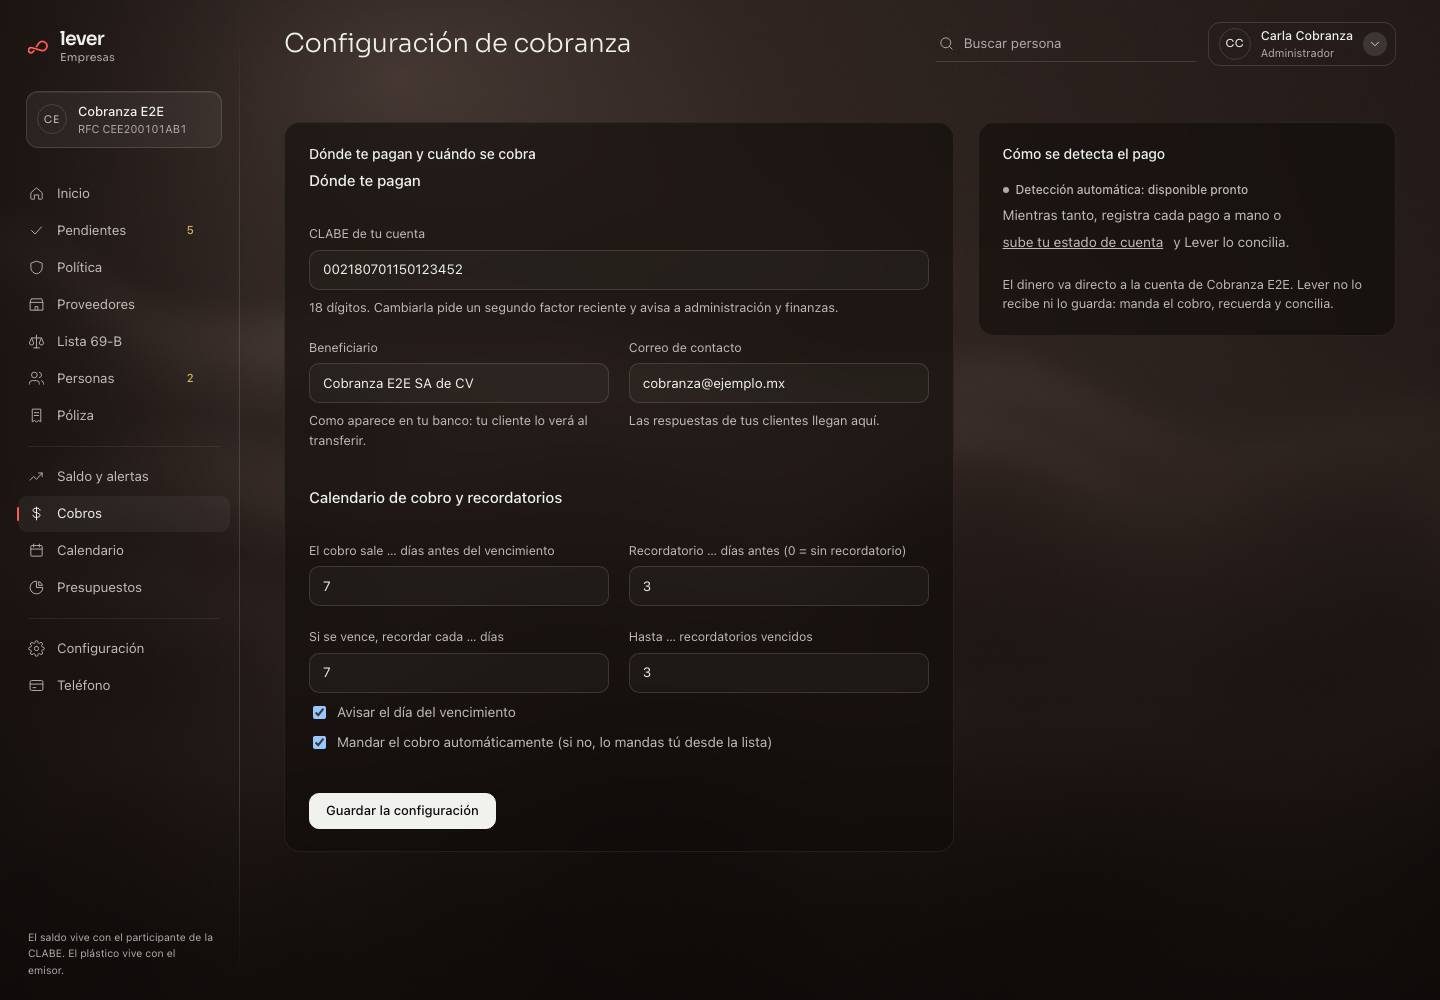 lever
Empresas
Configuración de cobranza
Buscar persona
CC
Carla Cobranza
Administrador
CE
Cobranza E2E
RFC CEE200101AB1
Inicio
Pendientes 5
Política
Proveedores
Lista 69-B
Personas 2
Póliza
Saldo y alertas
Cobros
Calendario
Presupuestos
Configuración
Teléfono
El saldo vive con el participante de la
CLABE. El plástico vive con el
emisor.
Dónde te pagan y cuándo se cobra
Dónde te pagan
CLABE de tu cuenta
002180701150123452
18 dígitos. Cambiarla pide un segundo factor reciente y avisa a administración y finanzas.
Beneficiario
Cobranza E2E SA de CV
Como aparece en tu banco: tu cliente lo verá al
transferir.
Correo de contacto
cobranza@ejemplo.mx
Las respuestas de tus clientes llegan aquí.
Calendario de cobro y recordatorios
El cobro sale ... días antes del vencimiento
7
Recordatorio ... días antes (0 = sin recordatorio)
3
Si se vence, recordar cada ... días
7
Hasta ... recordatorios vencidos
3
Avisar el día del vencimiento
Mandar el cobro automáticamente (si no, lo mandas tú desde la lista)
Guardar la configuración
Cómo se detecta el pago
Detección automática: disponible pronto
Mientras tanto, registra cada pago a mano o
sube tu estado de cuenta y Lever lo concilia.
El dinero va directo a la cuenta de Cobranza E2E. Lever no lo
recibe ni lo guarda: manda el cobro, recuerda y concilia.